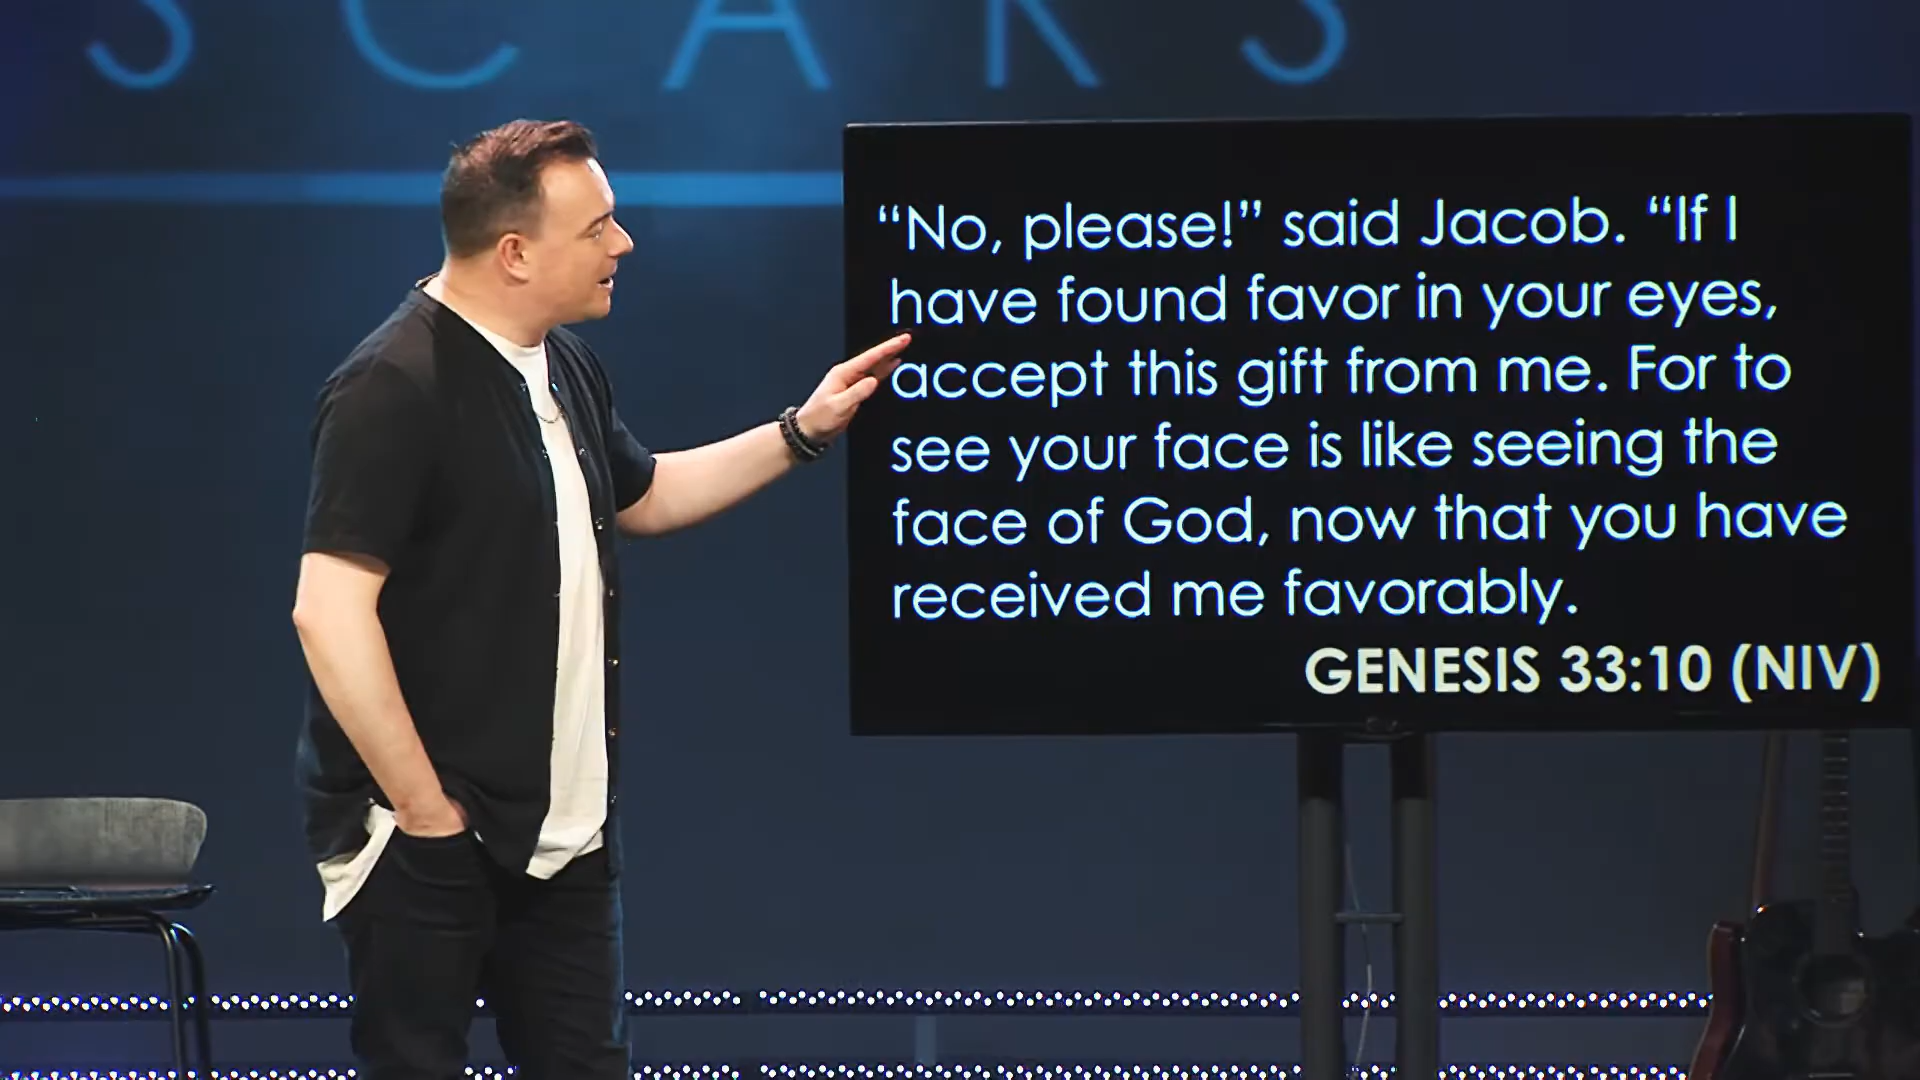 SCARS
“No, please!” said Jacob. “If I
have found favor in your eyes,
accept this gift from me. For to
see your face is like seeing the
face of God, now that you have
received me favorably.
GENESIS 33:10 (NIV)